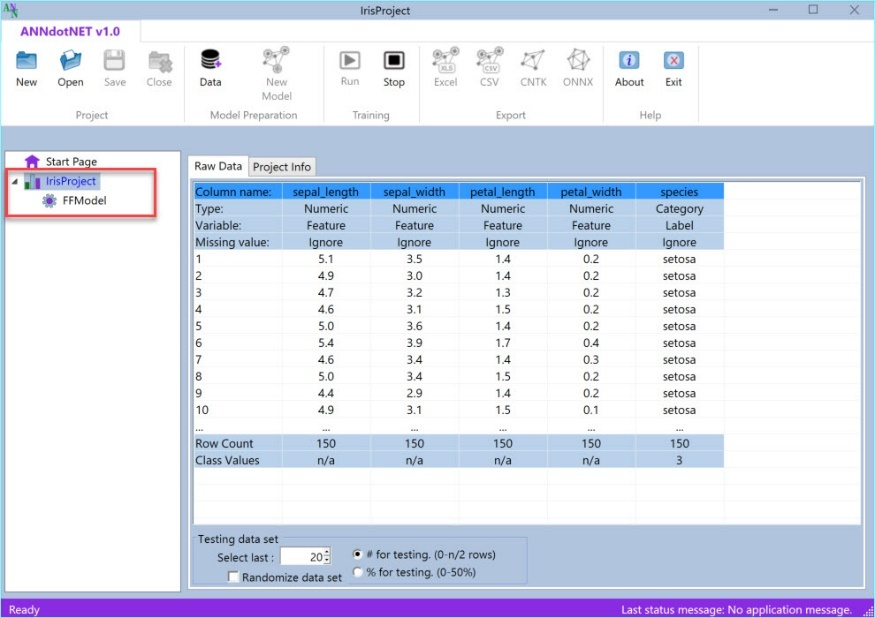 ANN
IrisProject
ANNdotNET v1.0
New Open Save Close Data New Model Run Stop Excel CSV CNTK ONNX About Exit
XLS CSV
Project Model Preparation Training Export Help
Start Page
IrisProject
FFModel
Raw Data Project Info
Column name: sepal_length sepal_width petal_length petal_width species
Type: Numeric Numeric Numeric Numeric Category
Variable: Feature Feature Feature Feature Label
Missing value: Ignore Ignore Ignore Ignore Ignore
1 5.1 3.5 1.4 0.2 setosa
2 4.9 3.0 1.4 0.2 setosa
3 4.7 3.2 1.3 0.2 setosa
4 4.6 3.1 1.5 0.2 setosa
5 5.0 3.6 1.4 0.2 setosa
6 5.4 3.9 1.7 0.4 setosa
7 4.6 3.4 1.4 0.3 setosa
8 5.0 3.4 1.5 0.2 setosa
9 4.4 2.9 1.4 0.2 setosa
10 4.9 3.1 1.5 0.1 setosa
... ... ... ... ... ...
Row Count 150 150 150 150 150
Class Values n/a n/a n/a n/a 3
Testing data set
Select last : 20 # for testing. (0-n/2 rows)
Randomize data set % for testing. (0-50%)
Ready Last status message: No application message.